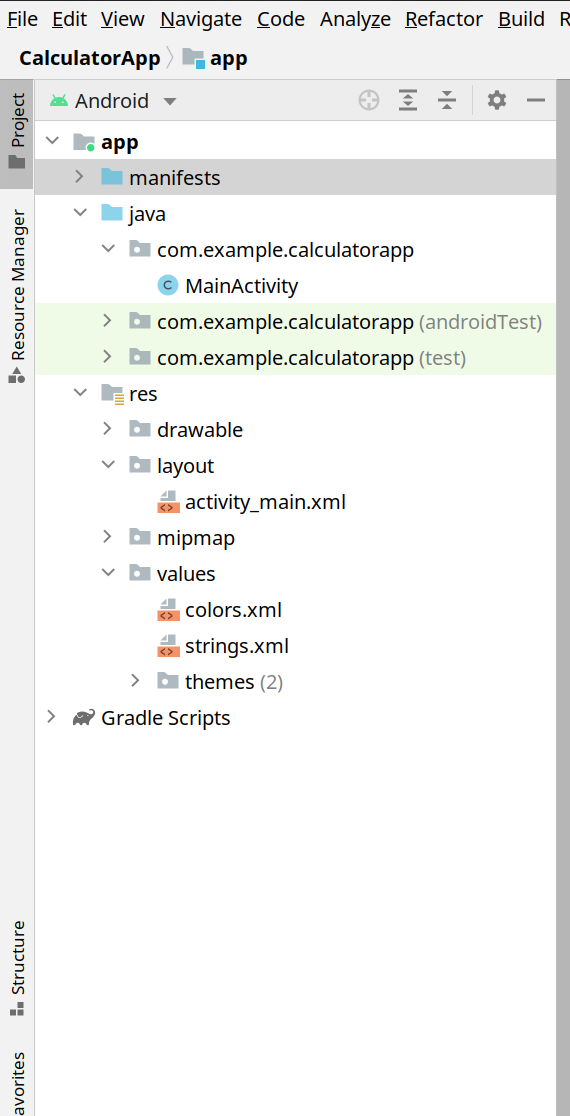 File Edit View Navigate Code Analyze Refactor Build R
CalculatorApp app
Project
Resource Manager
Structure
avorites
Android
app
manifests
java
com.example.calculatorapp
C MainActivity
com.example.calculatorapp (androidTest)
com.example.calculatorapp (test)
res
drawable
layout
activity_main.xml
mipmap
values
colors.xml
strings.xml
themes (2)
Gradle Scripts